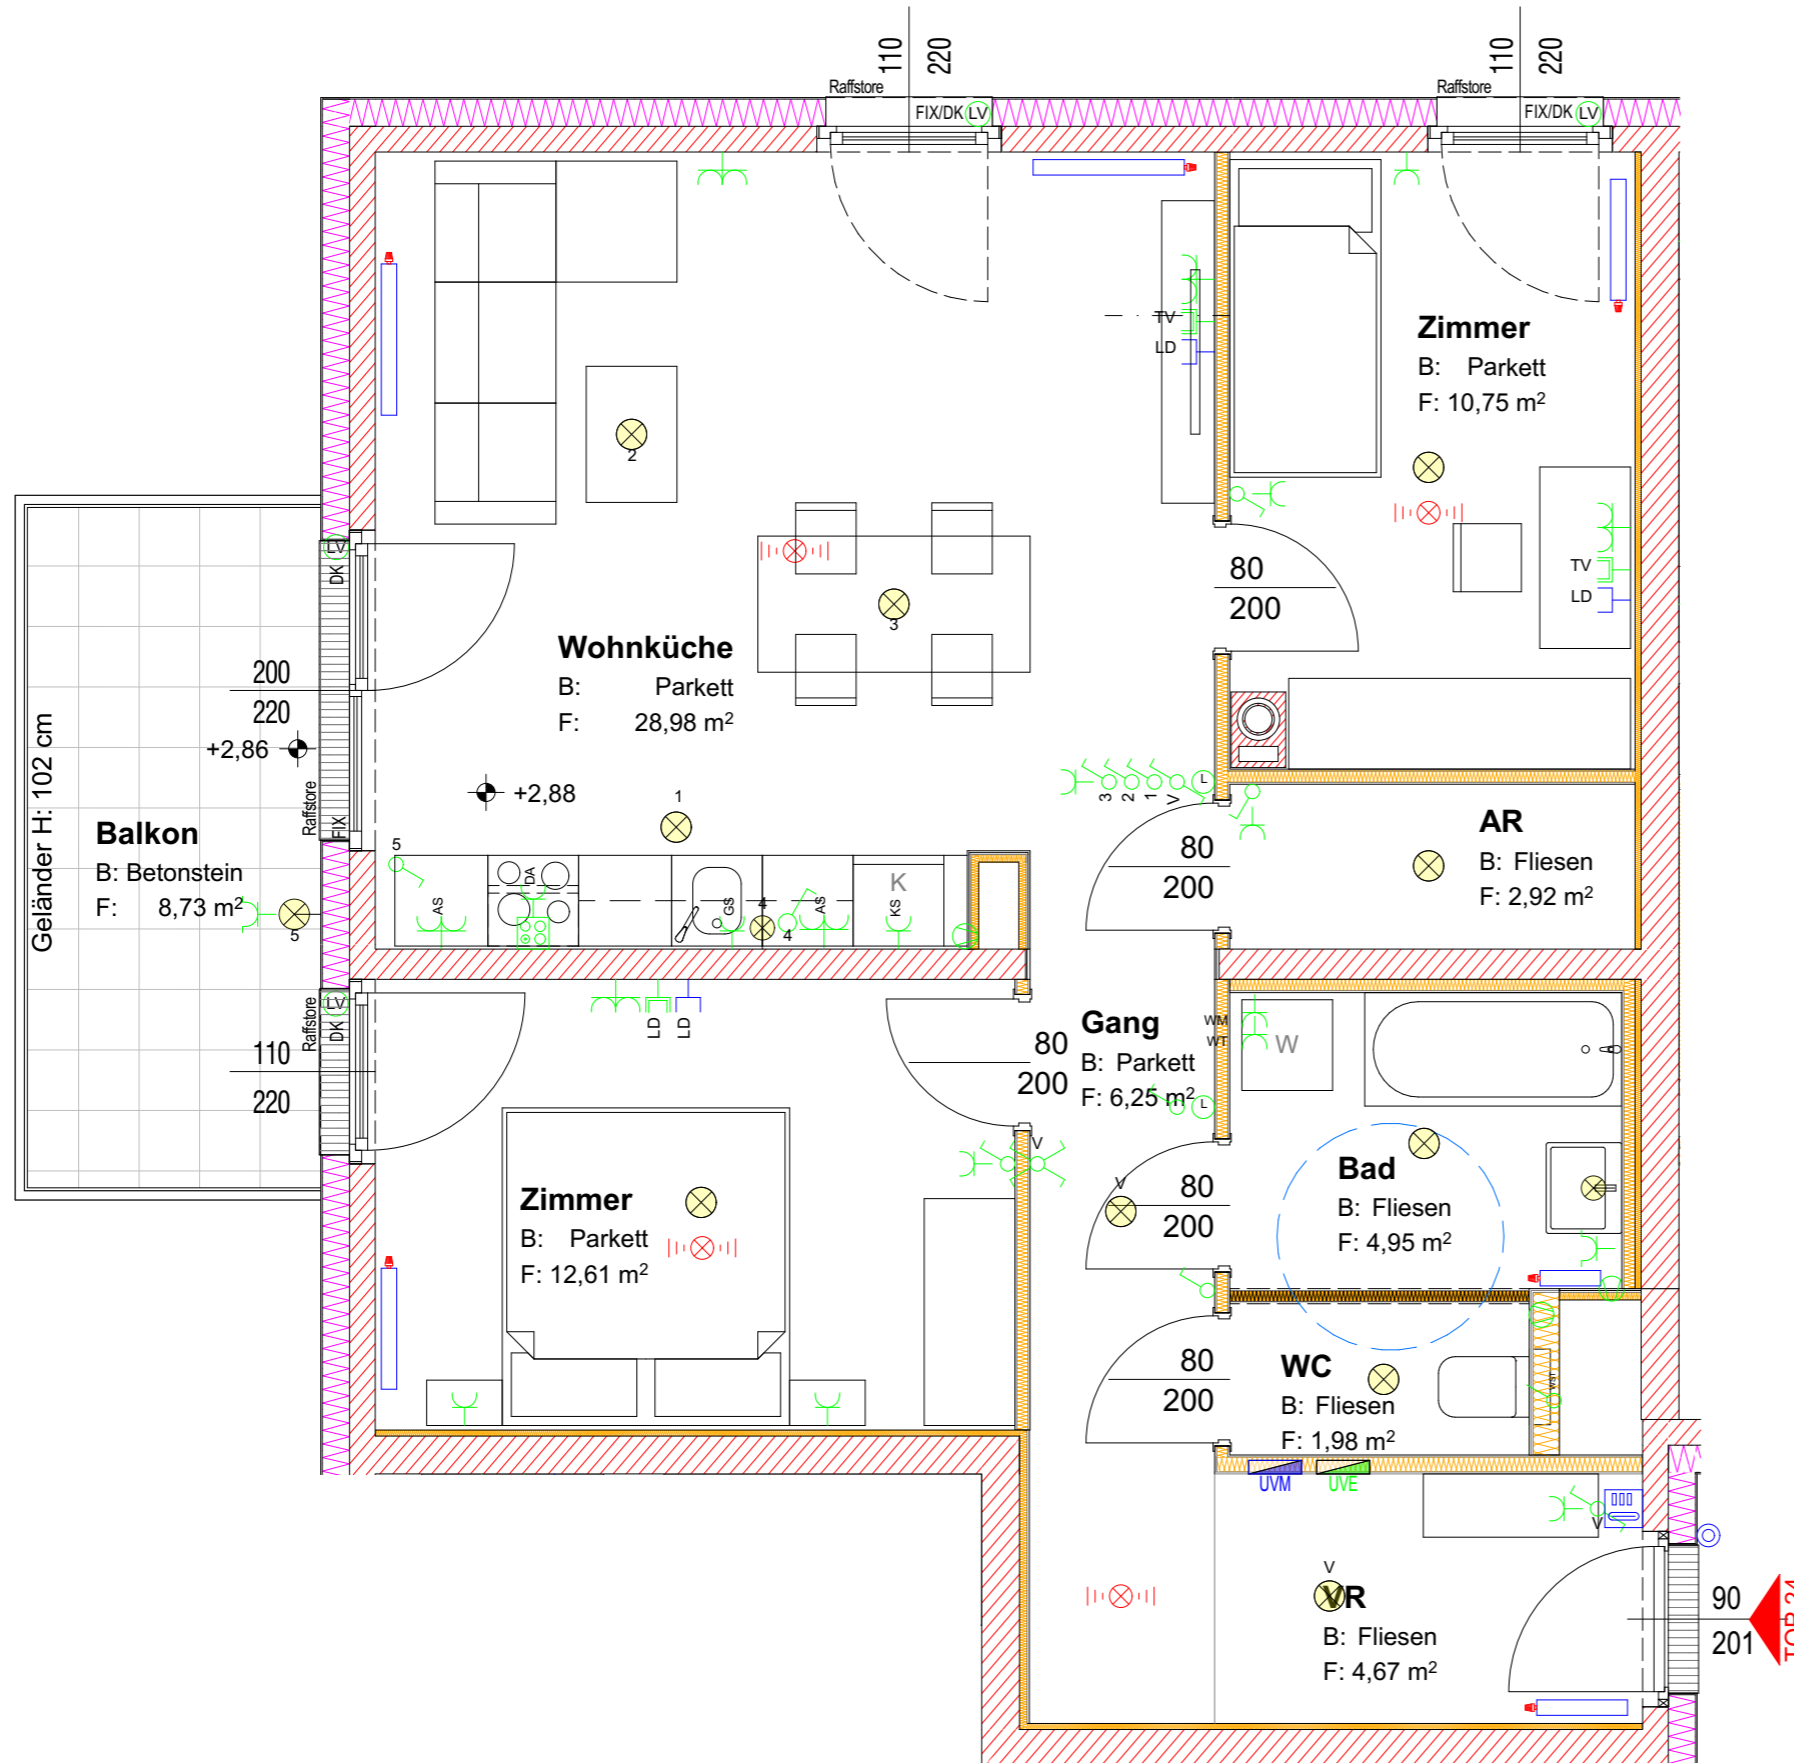 110
220
110
220
Raffstore
FIX/DK
LV
Raffstore
FIX/DK
LV
TV
LD
Zimmer
B: Parkett
F: 10,75 m²
2
TV
LD
LV
DK
80
200
3
Wohnküche
B: Parkett
F: 28,98 m²
200
220
+2,86
+2,88
Geländer H: 102 cm
Raffstore
FIX
Balkon
B: Betonstein
F: 8,73 m²
5
1
3
2
1
V
L
5
AS
DA
GS
4
4
AS
KS
K
80
200
AR
B: Fliesen
F: 2,92 m²
LV
DK
Raffstore
110
220
LD
LD
80
200
Gang
B: Parkett
F: 6,25 m²
L
V
WM
WT
W
V
80
200
Bad
B: Fliesen
F: 4,95 m²
Zimmer
B: Parkett
F: 12,61 m²
80
200
WC
B: Fliesen
F: 1,98 m²
WST
UVM
UVE
V
V
VR
B: Fliesen
F: 4,67 m²
90
201
TOP 24